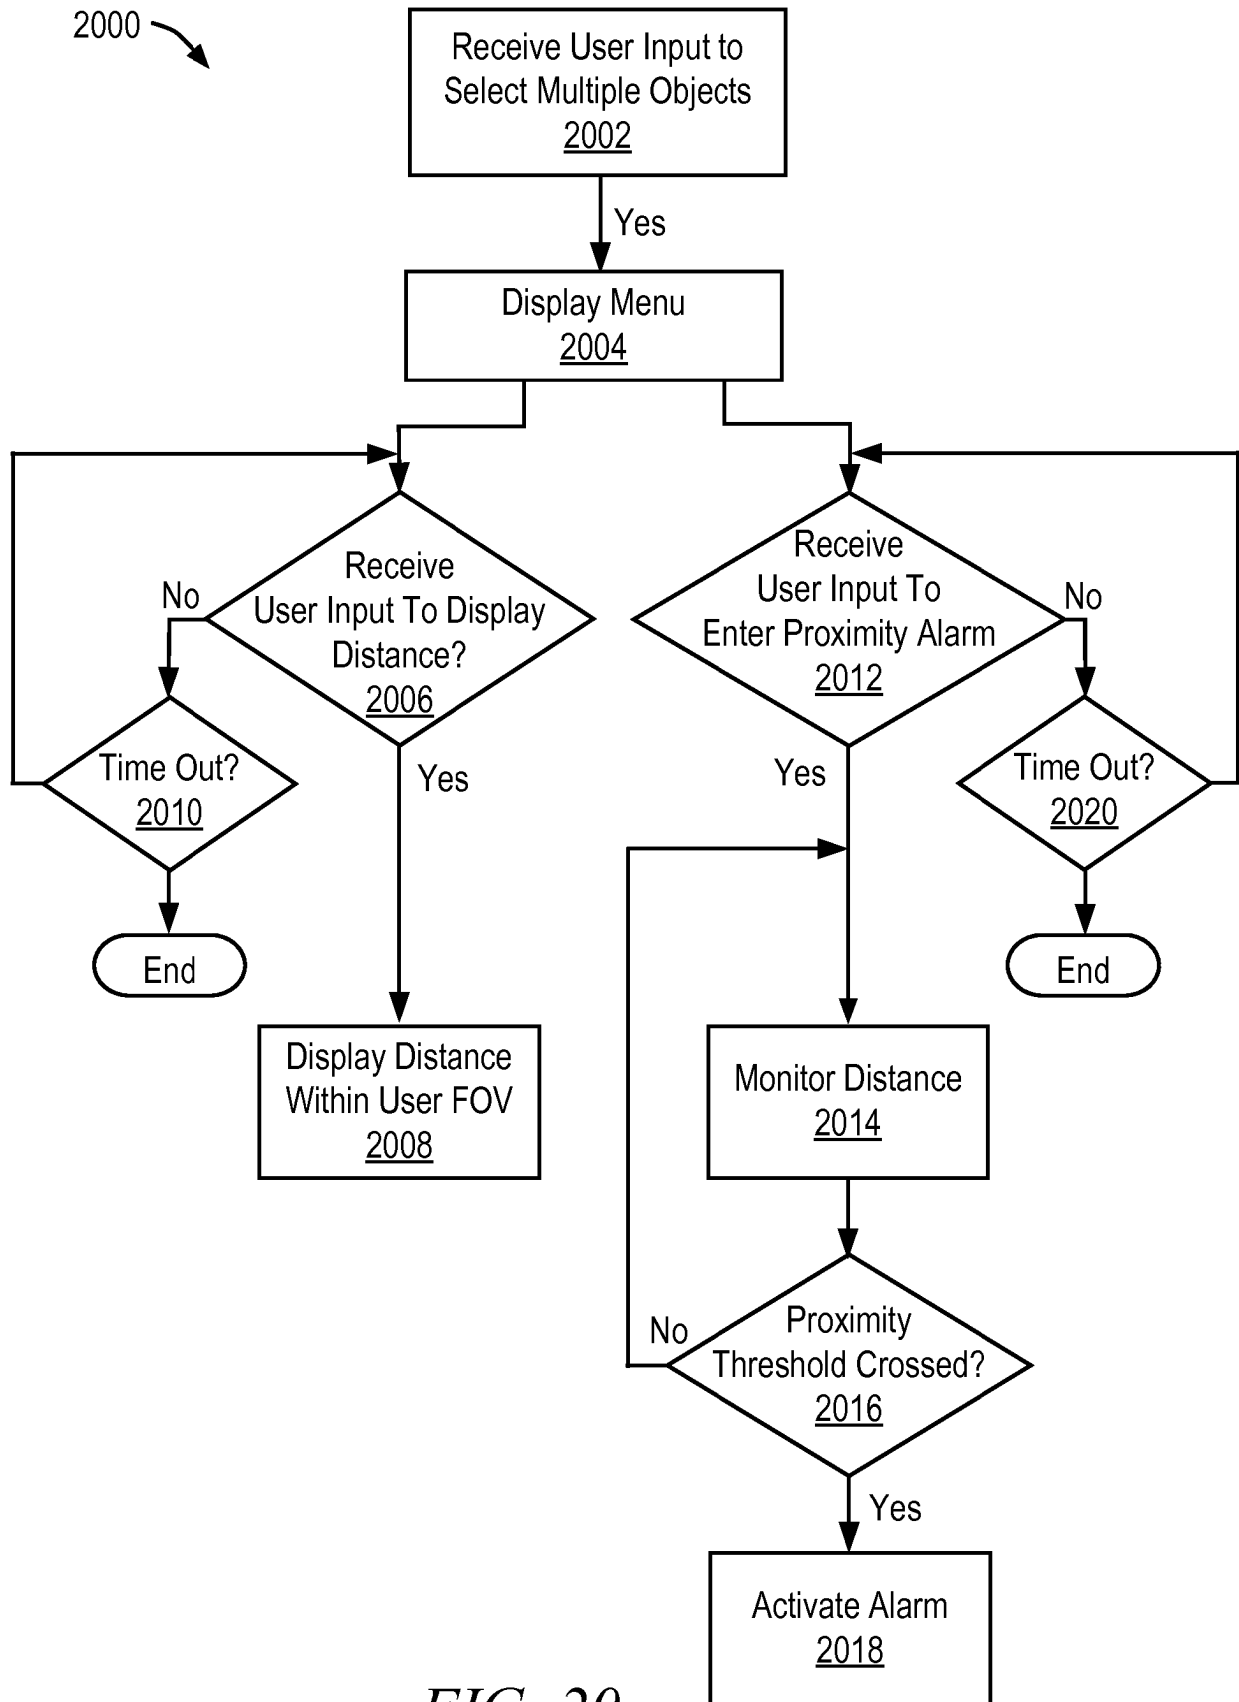 2000
Receive User Input to
Select Multiple Objects
2002
Yes
Display Menu
2004
Receive
User Input To Display
Distance?
2006
No
Yes
Time Out?
2010
End
Display Distance
Within User FOV
2008
Receive
User Input To
Enter Proximity Alarm
2012
No
Yes
Time Out?
2020
End
Monitor Distance
2014
Proximity
Threshold Crossed?
2016
No
Yes
Activate Alarm
2018
FIG. 20